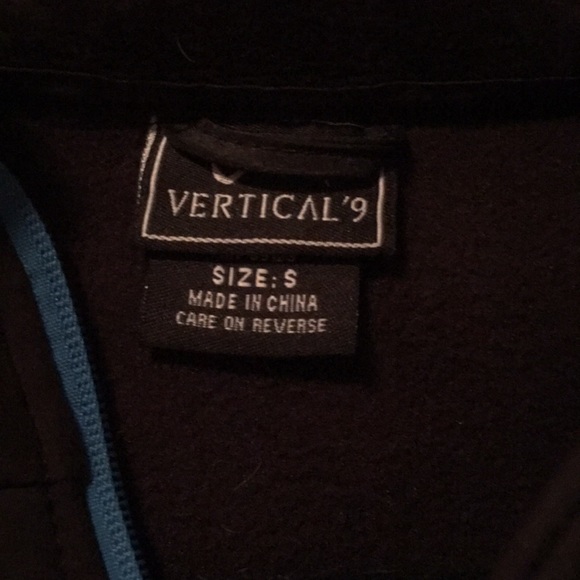 VERTICAL'9
SIZE: S
MADE IN CHINA
CARE ON REVERSE